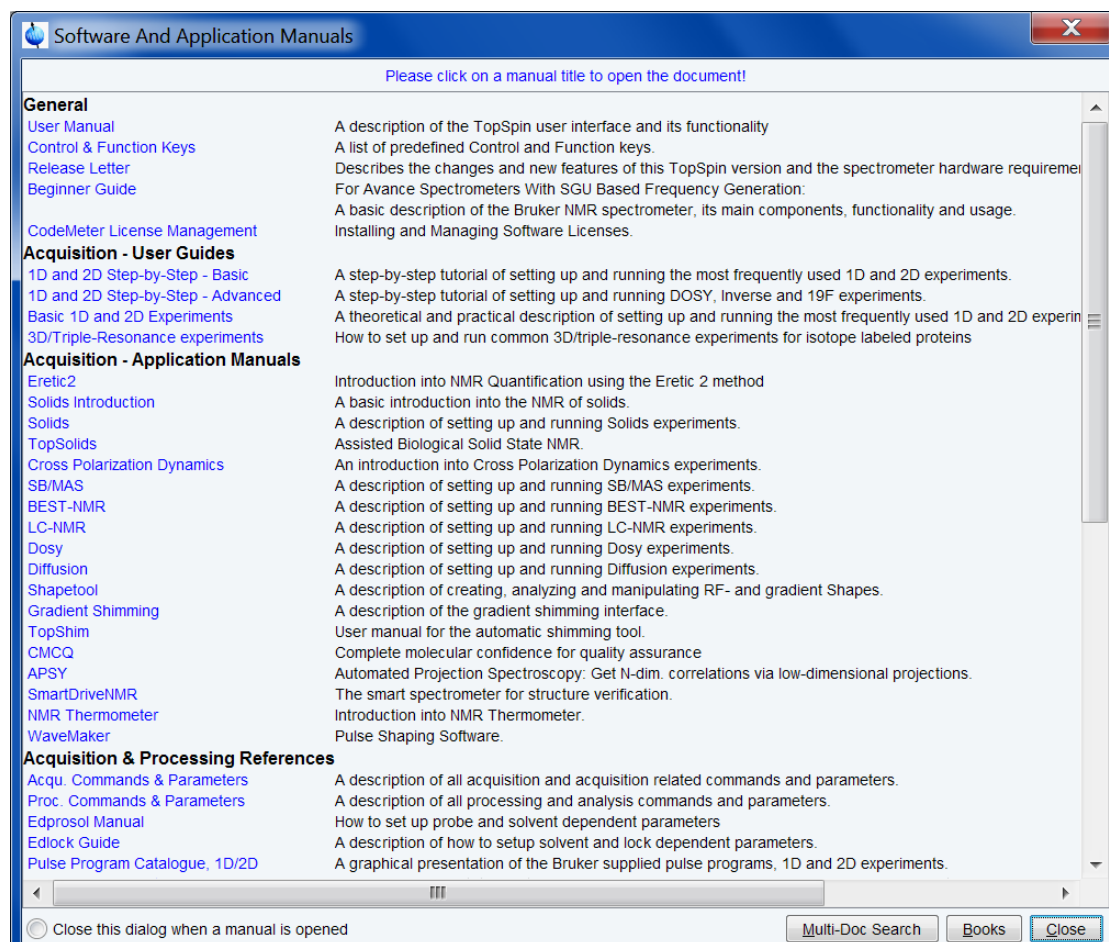 Software And Application Manuals
Please click on a manual title to open the document!
General
User Manual A description of the TopSpin user interface and its functionality
Control & Function Keys A list of predefined Control and Function keys.
Release Letter Describes the changes and new features of this TopSpin version and the spectrometer hardware requiremer
Beginner Guide For Avance Spectrometers With SGU Based Frequency Generation:
A basic description of the Bruker NMR spectrometer, its main components, functionality and usage.
CodeMeter License Management Installing and Managing Software Licenses.
Acquisition - User Guides
1D and 2D Step-by-Step - Basic A step-by-step tutorial of setting up and running the most frequently used 1D and 2D experiments.
1D and 2D Step-by-Step - Advanced A step-by-step tutorial of setting up and running DOSY, Inverse and 19F experiments.
Basic 1D and 2D Experiments A theoretical and practical description of setting up and running the most frequently used 1D and 2D experin
3D/Triple-Resonance experiments How to set up and run common 3D/triple-resonance experiments for isotope labeled proteins
Acquisition - Application Manuals
Eretic2 Introduction into NMR Quantification using the Eretic 2 method
Solids Introduction A basic introduction into the NMR of solids.
Solids A description of setting up and running Solids experiments.
TopSolids Assisted Biological Solid State NMR.
Cross Polarization Dynamics An introduction into Cross Polarization Dynamics experiments.
SB/MAS A description of setting up and running SB/MAS experiments.
BEST-NMR A description of setting up and running BEST-NMR experiments.
LC-NMR A description of setting up and running LC-NMR experiments.
Dosy A description of setting up and running Dosy experiments.
Diffusion A description of setting up and running Diffusion experiments.
Shapetool A description of creating, analyzing and manipulating RF- and gradient Shapes.
Gradient Shimming A description of the gradient shimming interface.
TopShim User manual for the automatic shimming tool.
CMCQ Complete molecular confidence for quality assurance
APSY Automated Projection Spectroscopy: Get N-dim. correlations via low-dimensional projections.
SmartDriveNMR The smart spectrometer for structure verification.
NMR Thermometer Introduction into NMR Thermometer.
WaveMaker Pulse Shaping Software.
Acquisition & Processing References
Acqu. Commands & Parameters A description of all acquisition and acquisition related commands and parameters.
Proc. Commands & Parameters A description of all processing and analysis commands and parameters.
Edprosol Manual How to set up probe and solvent dependent parameters
Edlock Guide A description of how to setup solvent and lock dependent parameters.
Pulse Program Catalogue, 1D/2D A graphical presentation of the Bruker supplied pulse programs, 1D and 2D experiments.
Close this dialog when a manual is opened Multi-Doc Search Books Close